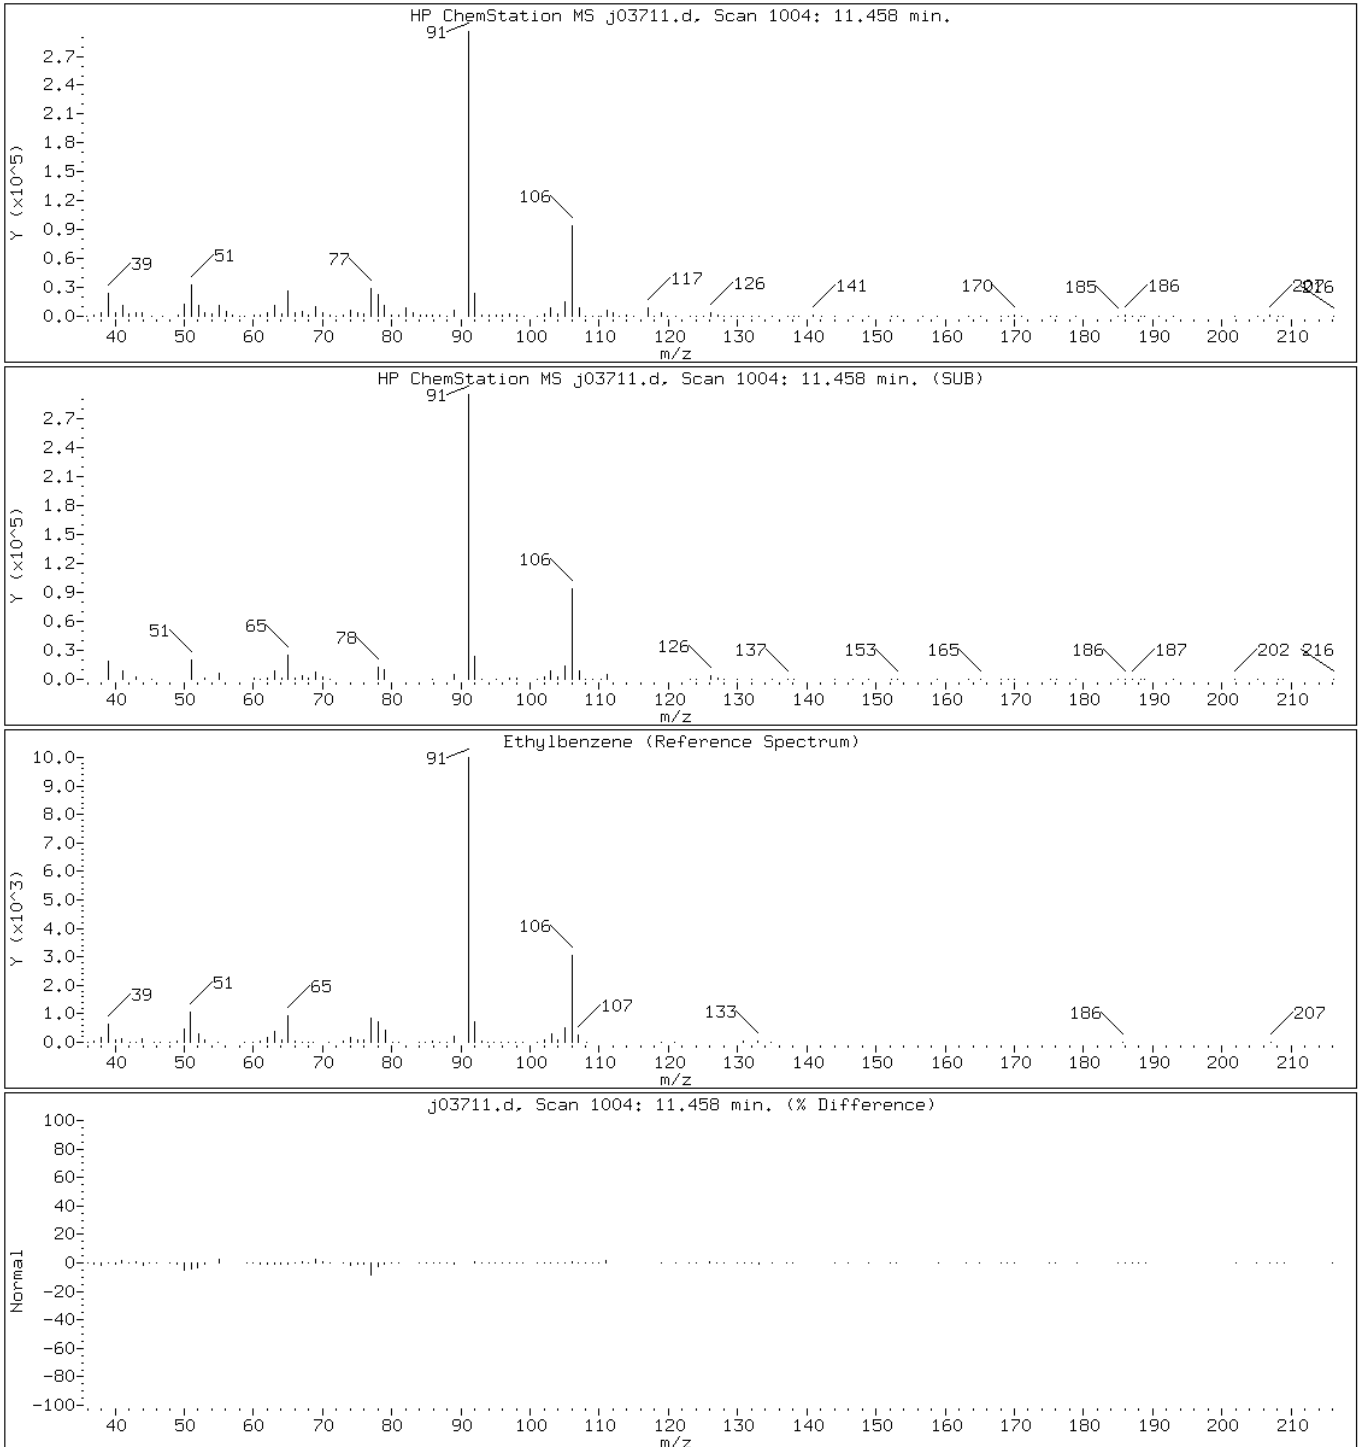 HP ChemStation MS j03711.d, Scan 1004: 11.458 min.
91
2.7
2.4
2.1
1.8
1.5
1.2
0.9
0.6
0.3
0.0
Y (x10^5)
106
39 51 77 117 126 141 170 185 186 207 216
40 50 60 70 80 90 100 110 120 130 140 150 160 170 180 190 200 210
m/z
HP ChemStation MS j03711.d, Scan 1004: 11.458 min. (SUB)
91
2.7
2.4
2.1
1.8
1.5
1.2
0.9
0.6
0.3
0.0
Y (x10^5)
106
51 65 78 126 137 153 165 186 187 202 216
40 50 60 70 80 90 100 110 120 130 140 150 160 170 180 190 200 210
m/z
Ethylbenzene (Reference Spectrum)
91
10.0
9.0
8.0
7.0
6.0
5.0
4.0
3.0
2.0
1.0
0.0
Y (x10^3)
106
39 51 65 107 133 186 207
40 50 60 70 80 90 100 110 120 130 140 150 160 170 180 190 200 210
m/z
j03711.d, Scan 1004: 11.458 min. (% Difference)
100
80
60
40
20
0
-20
-40
-60
-80
-100
Normal
40 50 60 70 80 90 100 110 120 130 140 150 160 170 180 190 200 210
m/z